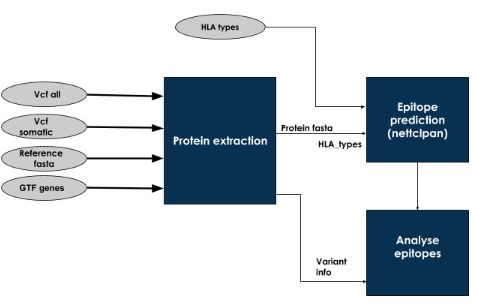 HLA types
Vcf all
Vcf
somatic
Reference
fasta
GTF genes
Protein extraction
Protein fasta
HLA_types
Epitope
prediction
(nettclpan)
Variant
info
Analyse
epitopes